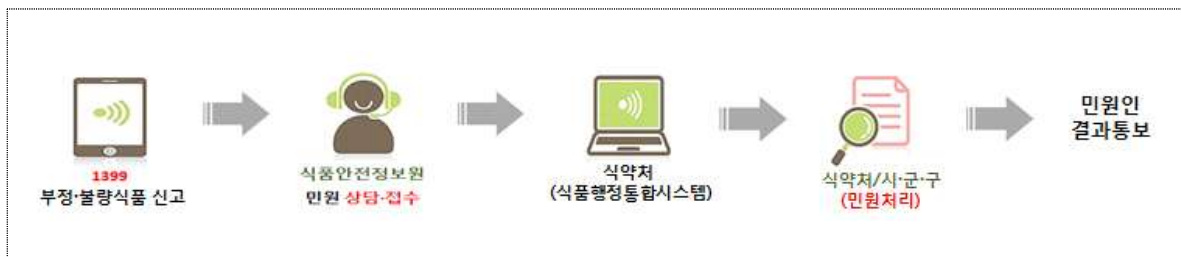 1399
부정·불량식품 신고
식품안전정보원
민원 상담·접수
식약처
(식품행정통합시스템)
식약처/시·군·구
(민원처리)
민원인
결과통보